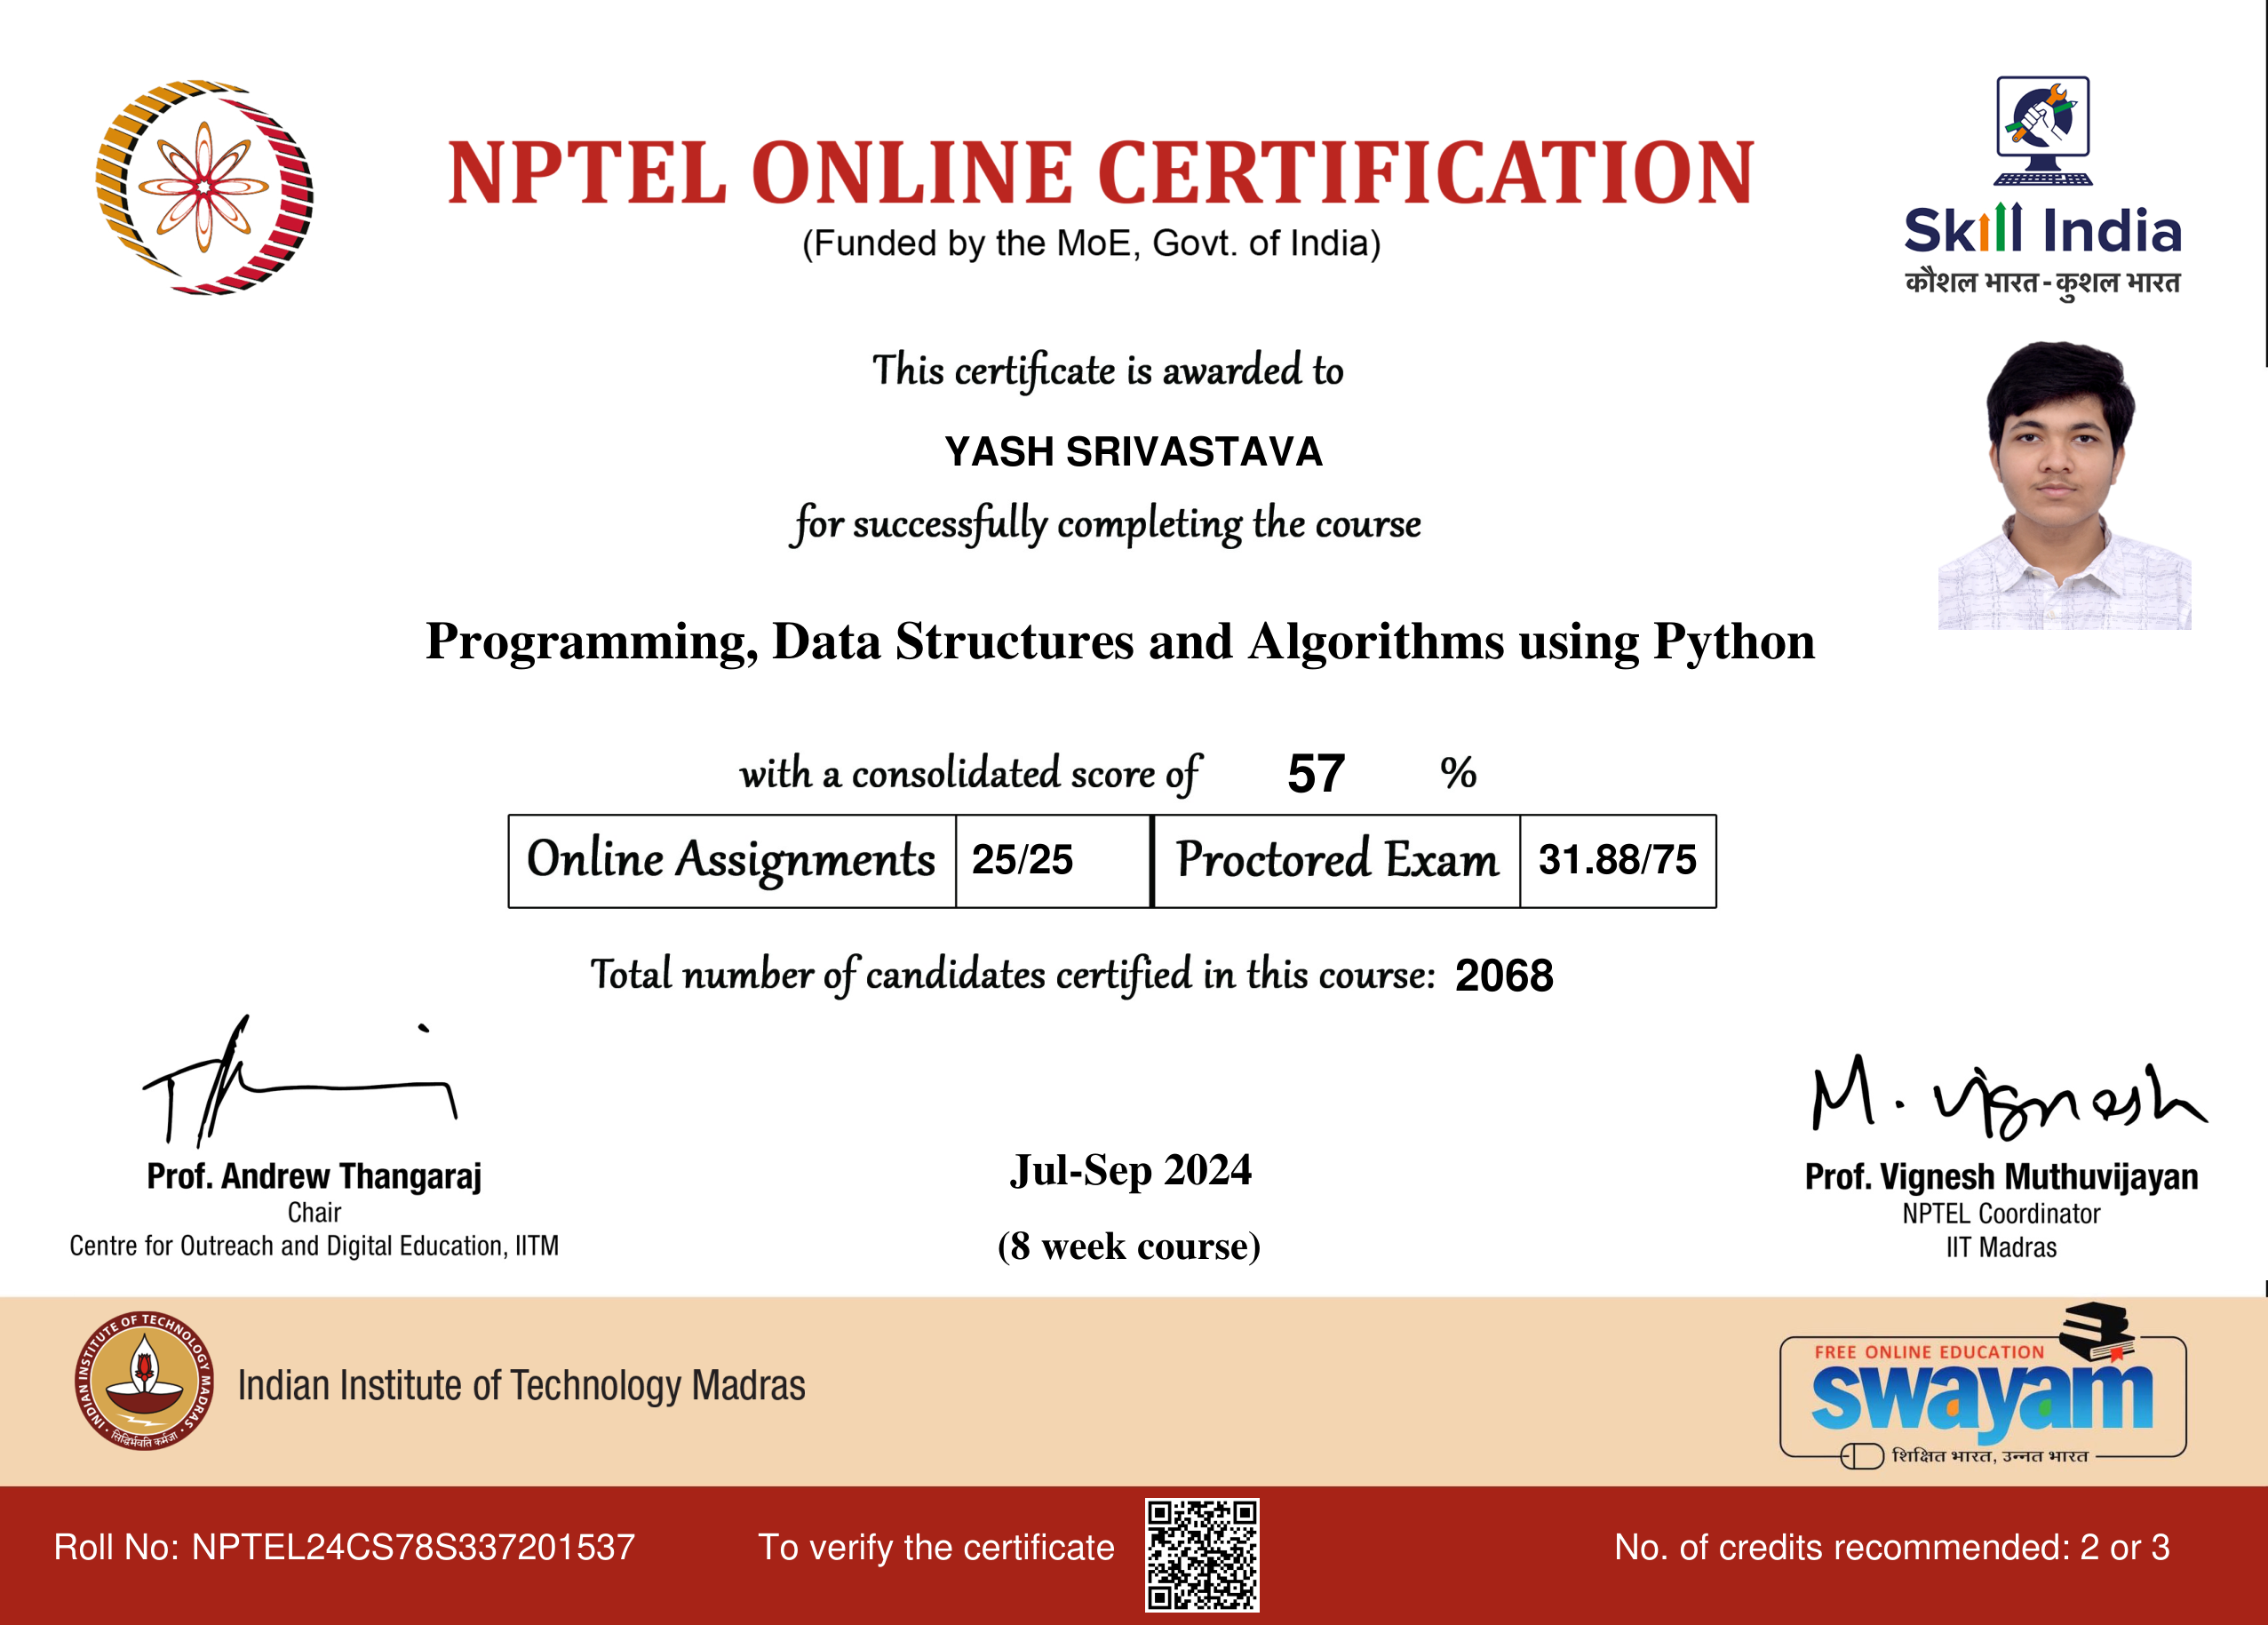 NPTEL ONLINE CERTIFICATION
(Funded by the MoE, Govt. of India)
Skill India
कौशल भारत - कुशल भारत
This certificate is awarded to
YASH SRIVASTAVA
for successfully completing the course
Programming, Data Structures and Algorithms using Python
with a consolidated score of 57 %
Online Assignments 25/25 Proctored Exam 31.88/75
Total number of candidates certified in this course: 2068
M. Vignesh
Prof. Andrew Thangaraj
Chair
Centre for Outreach and Digital Education, IITM
Jul-Sep 2024
(8 week course)
Prof. Vignesh Muthuvijayan
NPTEL Coordinator
IIT Madras
INDIAN INSTITUTE OF TECHNOLOGY MADRAS
सिद्धिर्भवति कर्मजा
Indian Institute of Technology Madras
FREE ONLINE EDUCATION
swayam
शिक्षित भारत, उन्नत भारत
Roll No: NPTEL24CS78S337201537
To verify the certificate
No. of credits recommended: 2 or 3